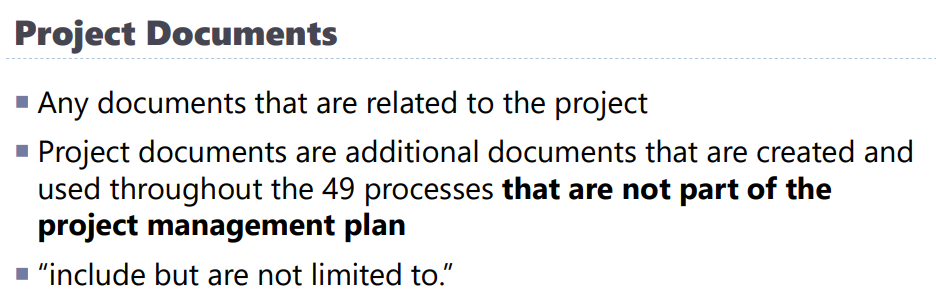 Project Documents
■ Any documents that are related to the project
■ Project documents are additional documents that are created and
used throughout the 49 processes that are not part of the
project management plan
■ “include but are not limited to.”